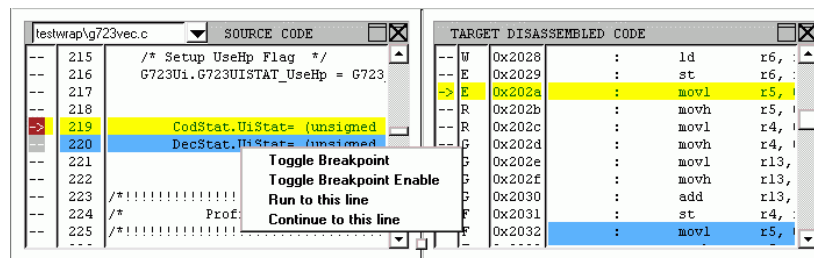 testwrap\g723vec.c SOURCE CODE
-- 215 /* Setup UseHp Flag */
-- 216 G723Ui.G723UISTAT_UseHp = G723
-- 217
-- 218
-> 219 CodStat.UiStat= (unsigned
-- 220 DecStat.UiStat= (unsigned
-- 221
-- 222
-- 223 /*!!!!!!!!!!!!!!!
-- 224 /* Prof
-- 225 /*!!!!!!!!!!!!!!!!!!!!!!!!!!!!!!!!!!!
Toggle Breakpoint
Toggle Breakpoint Enable
Run to this line
Continue to this line
TARGET DISASSEMBLED CODE
-- W 0x2028 : ld r6,
-- E 0x2029 : st r6,
-> E 0x202a : movl r5,
-- R 0x202b : movh r5,
-- R 0x202c : movl r4,
G 0x202d : movh r4,
G 0x202e : movl r13,
G 0x202f : movh r13,
G 0x2030 : add r13,
F 0x2031 : st r4,
F 0x2032 : movl r5,